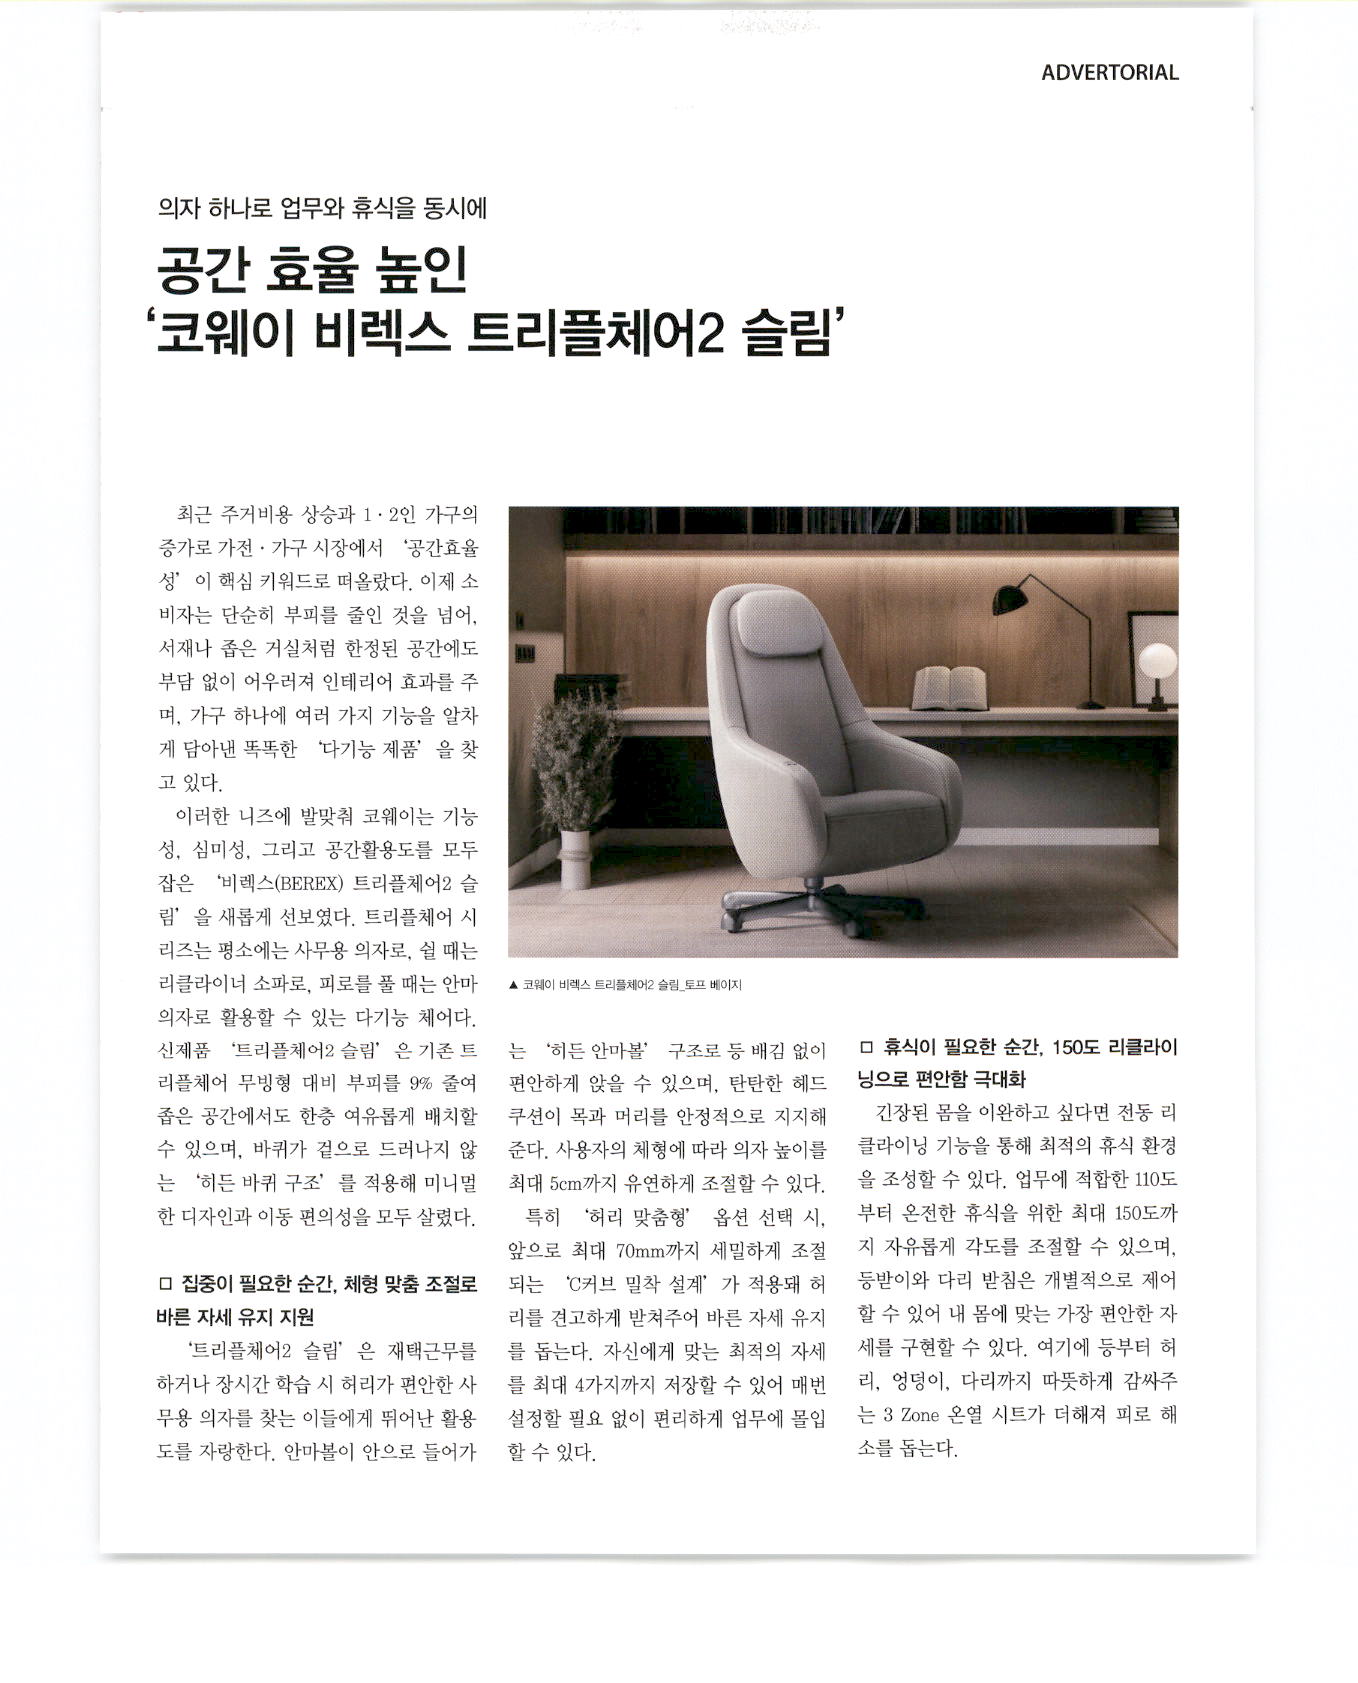 ADVERTORIAL
의자 하나로 업무와 휴식을 동시에
공간 효율 높인
‘코웨이 비렉스 트리플체어2 슬림’
최근 주거비용 상승과 1 · 2인 가구의
증가로 가전 · 가구 시장에서 ‘공간효율
성’ 이 핵심 키워드로 떠올랐다. 이제 소
비자는 단순히 부피를 줄인 것을 넘어,
서재나 좁은 거실처럼 한정된 공간에도
부담 없이 어우러져 인테리어 효과를 주
며, 가구 하나에 여러 가지 기능을 알차
게 담아낸 똑똑한 ‘다기능 제품’ 을 찾
고 있다.
이러한 니즈에 발맞춰 코웨이는 기능
성, 심미성, 그리고 공간활용도를 모두
잡은 ‘비렉스(BEREX) 트리플체어2 슬
림’ 을 새롭게 선보였다. 트리플체어 시
리즈는 평소에는 사무용 의자로, 쉴 때는
리클라이너 소파로, 피로를 풀 때는 안마
의자로 활용할 수 있는 다기능 체어다.
신제품 ‘트리플체어2 슬림’ 은 기존 트
리플체어 무빙형 대비 부피를 9% 줄여
좁은 공간에서도 한층 여유롭게 배치할
수 있으며, 바퀴가 겉으로 드러나지 않
는 ‘히든 바퀴 구조’ 를 적용해 미니멀
한 디자인과 이동 편의성을 모두 살렸다.
□ 집중이 필요한 순간, 체형 맞춤 조절로
바른 자세 유지 지원
‘트리플체어2 슬림’ 은 재택근무를
하거나 장시간 학습 시 허리가 편안한 사
무용 의자를 찾는 이들에게 뛰어난 활용
도를 자랑한다. 안마볼이 안으로 들어가
▲ 코웨이 비렉스 트리플체어2 슬림_토프 베이지
는 ‘히든 안마볼’ 구조로 등 배김 없이
편안하게 앉을 수 있으며, 탄탄한 헤드
쿠션이 목과 머리를 안정적으로 지지해
준다. 사용자의 체형에 따라 의자 높이를
최대 5cm까지 유연하게 조절할 수 있다.
특히 ‘허리 맞춤형’ 옵션 선택 시,
앞으로 최대 70mm까지 세밀하게 조절
되는 ‘C커브 밀착 설계’ 가 적용돼 허
리를 견고하게 받쳐주어 바른 자세 유지
를 돕는다. 자신에게 맞는 최적의 자세
를 최대 4가지까지 저장할 수 있어 매번
설정할 필요 없이 편리하게 업무에 몰입
할 수 있다.
□ 휴식이 필요한 순간, 150도 리클라이
닝으로 편안함 극대화
긴장된 몸을 이완하고 싶다면 전동 리
클라이닝 기능을 통해 최적의 휴식 환경
을 조성할 수 있다. 업무에 적합한 110도
부터 온전한 휴식을 위한 최대 150도까
지 자유롭게 각도를 조절할 수 있으며,
등받이와 다리 받침은 개별적으로 제어
할 수 있어 내 몸에 맞는 가장 편안한 자
세를 구현할 수 있다. 여기에 등부터 허
리, 엉덩이, 다리까지 따뜻하게 감싸주
는 3 Zone 온열 시트가 더해져 피로 해
소를 돕는다.